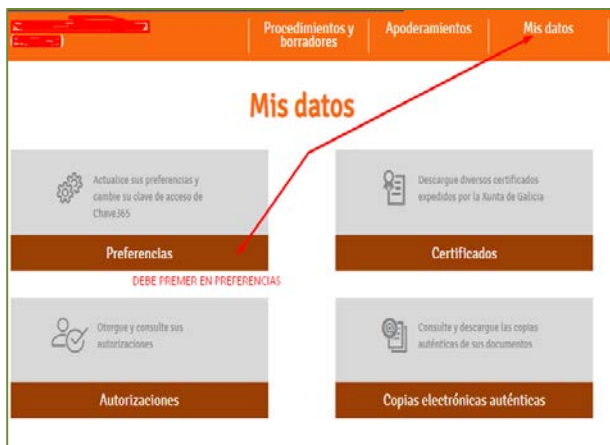 Procedimientos y
borradores
Apoderamientos
Mis datos
Mis datos
Actualice sus preferencias y
cambie su clave de acceso de
Chave365
Preferencias
Descargue diversos certificados
expedidos por la Xunta de Galicia
Certificados
DEBE PREMER EN PREFERENCIAS
Otorgue y consulte sus
autorizaciones
Autorizaciones
Consulte y descargue las copias
auténticas de sus documentos
Copias electrónicas auténticas